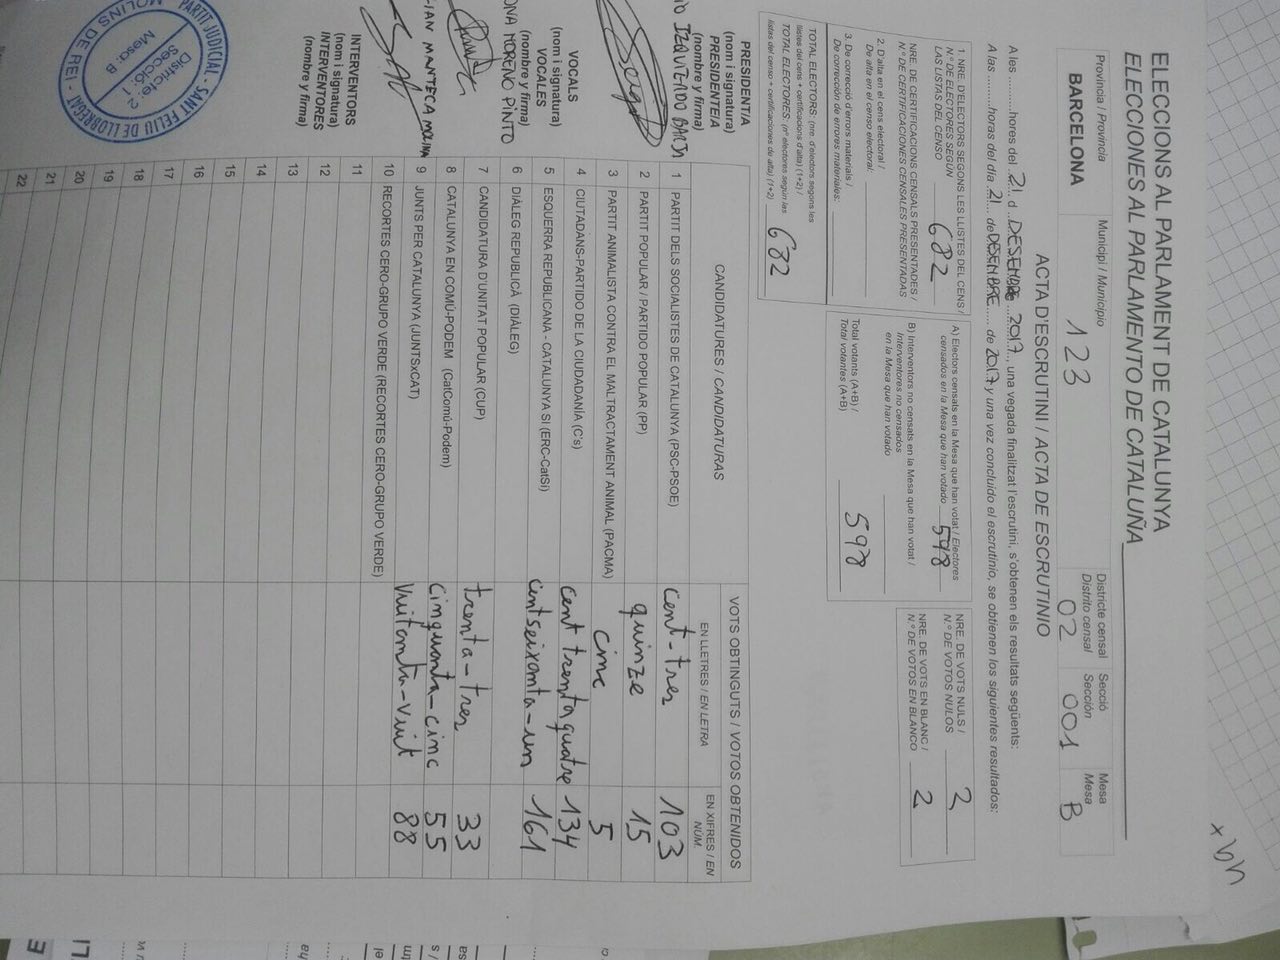 ELECCIONS AL PARLAMENT DE CATALUNYA
ELECCIONES AL PARLAMENTO DE CATALUÑA
Província / Provincia
BARCELONA
Municipi / Municipio
123
Districte censal
Distrito censal
02
Secció
Sección
001
Mesa
Mesa
B
ACTA D'ESCRUTINI / ACTA DE ESCRUTINIO
A les ............hores del .21... d ..DESEMBRE 2017.., una vegada finalitzat l'escrutini, s'obtenen els resultats següents:
A las ..........horas del día .21... de DESEMBRE..... de 2017 y una vez concluido el escrutinio, se obtienen los siguientes resultados:
1. NRE. D'ELECTORS SEGONS LES LLISTES DEL CENS /
N.º DE ELECTORES SEGÚN
LAS LISTAS DEL CENSO
682
NRE. DE CERTIFICACIONS CENSALS PRESENTADES /
N.º DE CERTIFICACIONES CENSALES PRESENTADAS
2. D'alta en el cens electoral /
De alta en el censo electoral:
3. De correcció d'errors materials /
De corrección de errores materiales:
TOTAL ELECTORS: (nre. d'electors segons les
llistes del cens + certificacions d'alta) (1+2) /
TOTAL ELECTORES: (nº electores según las
listas del censo + certificaciones de alta) (1+2)
682
A) Electors censats en la Mesa que han votat / Electores
censados en la Mesa que han votado
598
B) Interventors no censats en la Mesa que han votat /
Interventores no censados
en la Mesa que han votado
Total votants (A+B) /
Total votantes (A+B)
598
NRE. DE VOTS NULS /
N.º DE VOTOS NULOS
2
NRE. DE VOTS EN BLANC /
N.º DE VOTOS EN BLANCO
2
PRESIDENT/A
(nom i signatura)
PRESIDENTE/A
(nombre y firma)
IZQUIERDO
VOCALS
(nom i signatura)
VOCALES
(nombre y firma)
ONA MORENO PINTO
IAN MANTECA MOLINA
INTERVENTORS
(nom i signatura)
INTERVENTORES
(nombre y firma)
PARTIT JUDICIAL - SANT FELIU DE LLOBREGAT - MOLINS DE REI -
Districte: 2
Secció: 1
Mesa: B
CANDIDATURES / CANDIDATURAS
VOTS OBTINGUTS / VOTOS OBTENIDOS
EN LLETRES / EN LETRA
EN XIFRES / EN NÚM.
1 PARTIT DELS SOCIALISTES DE CATALUNYA (PSC-PSOE) cent-tres 103
2 PARTIT POPULAR / PARTIDO POPULAR (PP) quinze 15
3 PARTIT ANIMALISTA CONTRA EL MALTRACTAMENT ANIMAL (PACMA) cinc 5
4 CIUTADANS-PARTIDO DE LA CIUDADANÍA (C's) cent trenta quatre 134
5 ESQUERRA REPUBLICANA - CATALUNYA SI (ERC-CatSí) cent seixanta-un 161
6 DIÀLEG REPUBLICÀ (DIÀLEG)
7 CANDIDATURA D'UNITAT POPULAR (CUP) trenta-tres 33
8 CATALUNYA EN COMÚ-PODEM (CatComú-Podem) cinquanta-cinc 55
9 JUNTS PER CATALUNYA (JUNTSxCAT) Vuitanta-vuit 88
10 RECORTES CERO-GRUPO VERDE (RECORTES CERO-GRUPO VERDE)
11
12
13
14
15
16
17
18
19
20
21
22